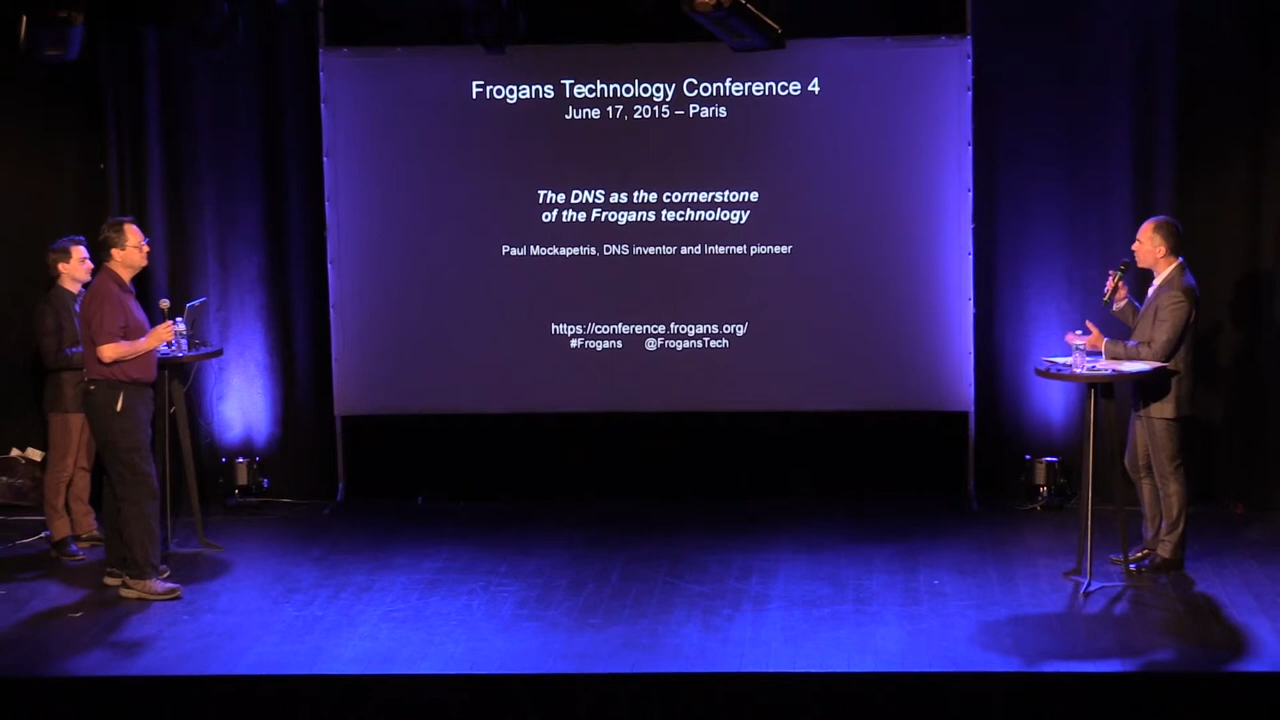 Frogans Technology Conference 4
June 17, 2015 – Paris
The DNS as the cornerstone
of the Frogans technology
Paul Mockapetris, DNS inventor and Internet pioneer
https://conference.frogans.org/
#Frogans @FrogansTech